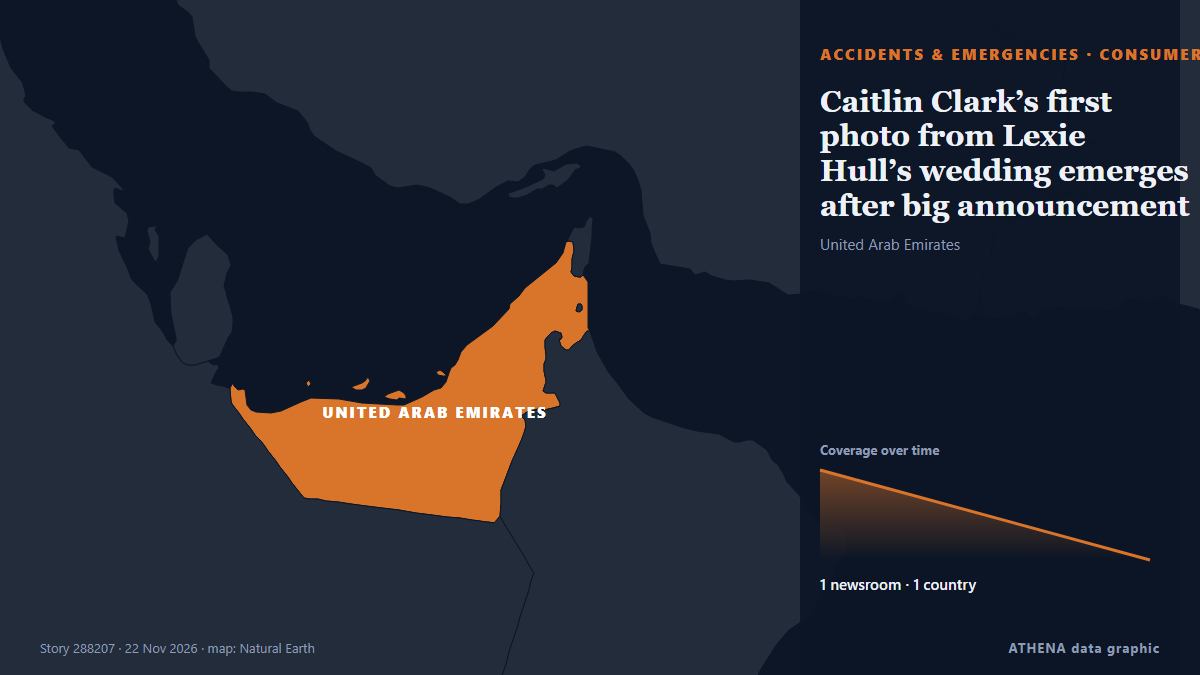 ACCIDENTS & EMERGENCIES · CONSUMER
Caitlin Clark’s first
photo from Lexie
Hull’s wedding emerges
after big announcement
United Arab Emirates
UNITED ARAB EMIRATES
Coverage over time
1 newsroom · 1 country
Story 288207 · 22 Nov 2026 · map: Natural Earth
ATHENA data graphic